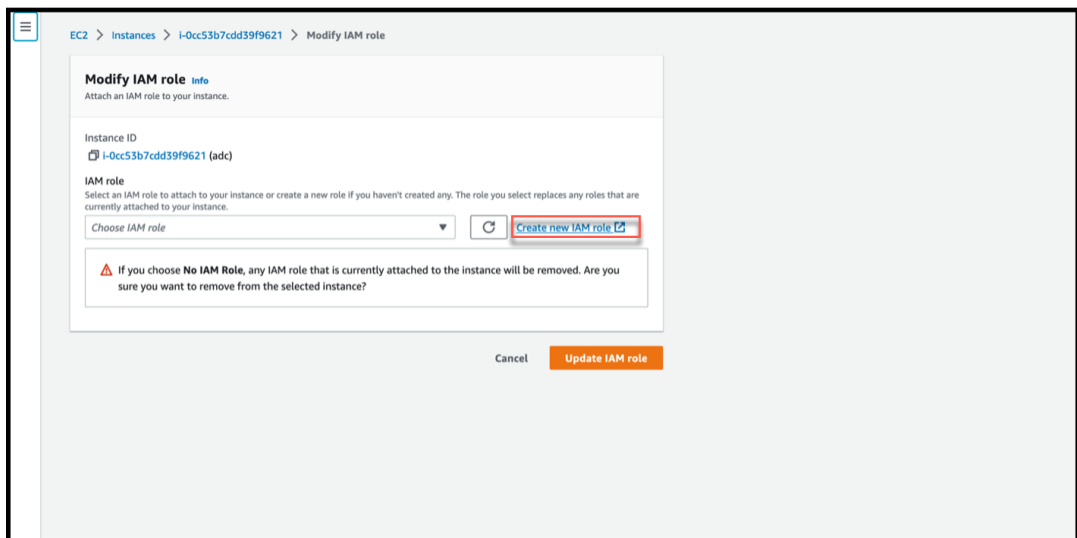 EC2 > Instances > i-0cc53b7cdd39f9621 > Modify IAM role
Modify IAM role Info
Attach an IAM role to your instance.
Instance ID
i-0cc53b7cdd39f9621 (adc)
IAM role
Select an IAM role to attach to your instance or create a new role if you haven't created any. The role you select replaces any roles that are
currently attached to your instance.
Choose IAM role
Create new IAM role
If you choose No IAM Role, any IAM role that is currently attached to the instance will be removed. Are you
sure you want to remove from the selected instance?
Cancel
Update IAM role